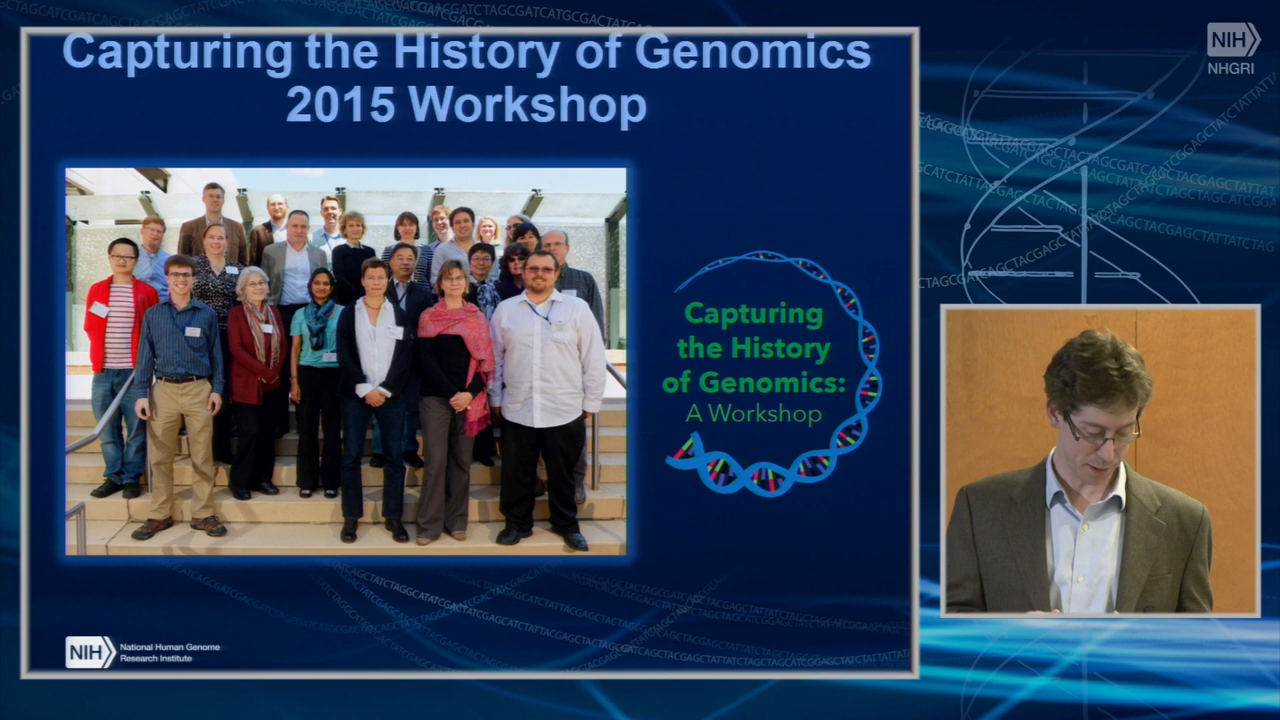 Capturing the History of Genomics
2015 Workshop
Capturing
the History
of Genomics:
A Workshop
NIH
National Human Genome
Research Institute
NIH
NHGRI